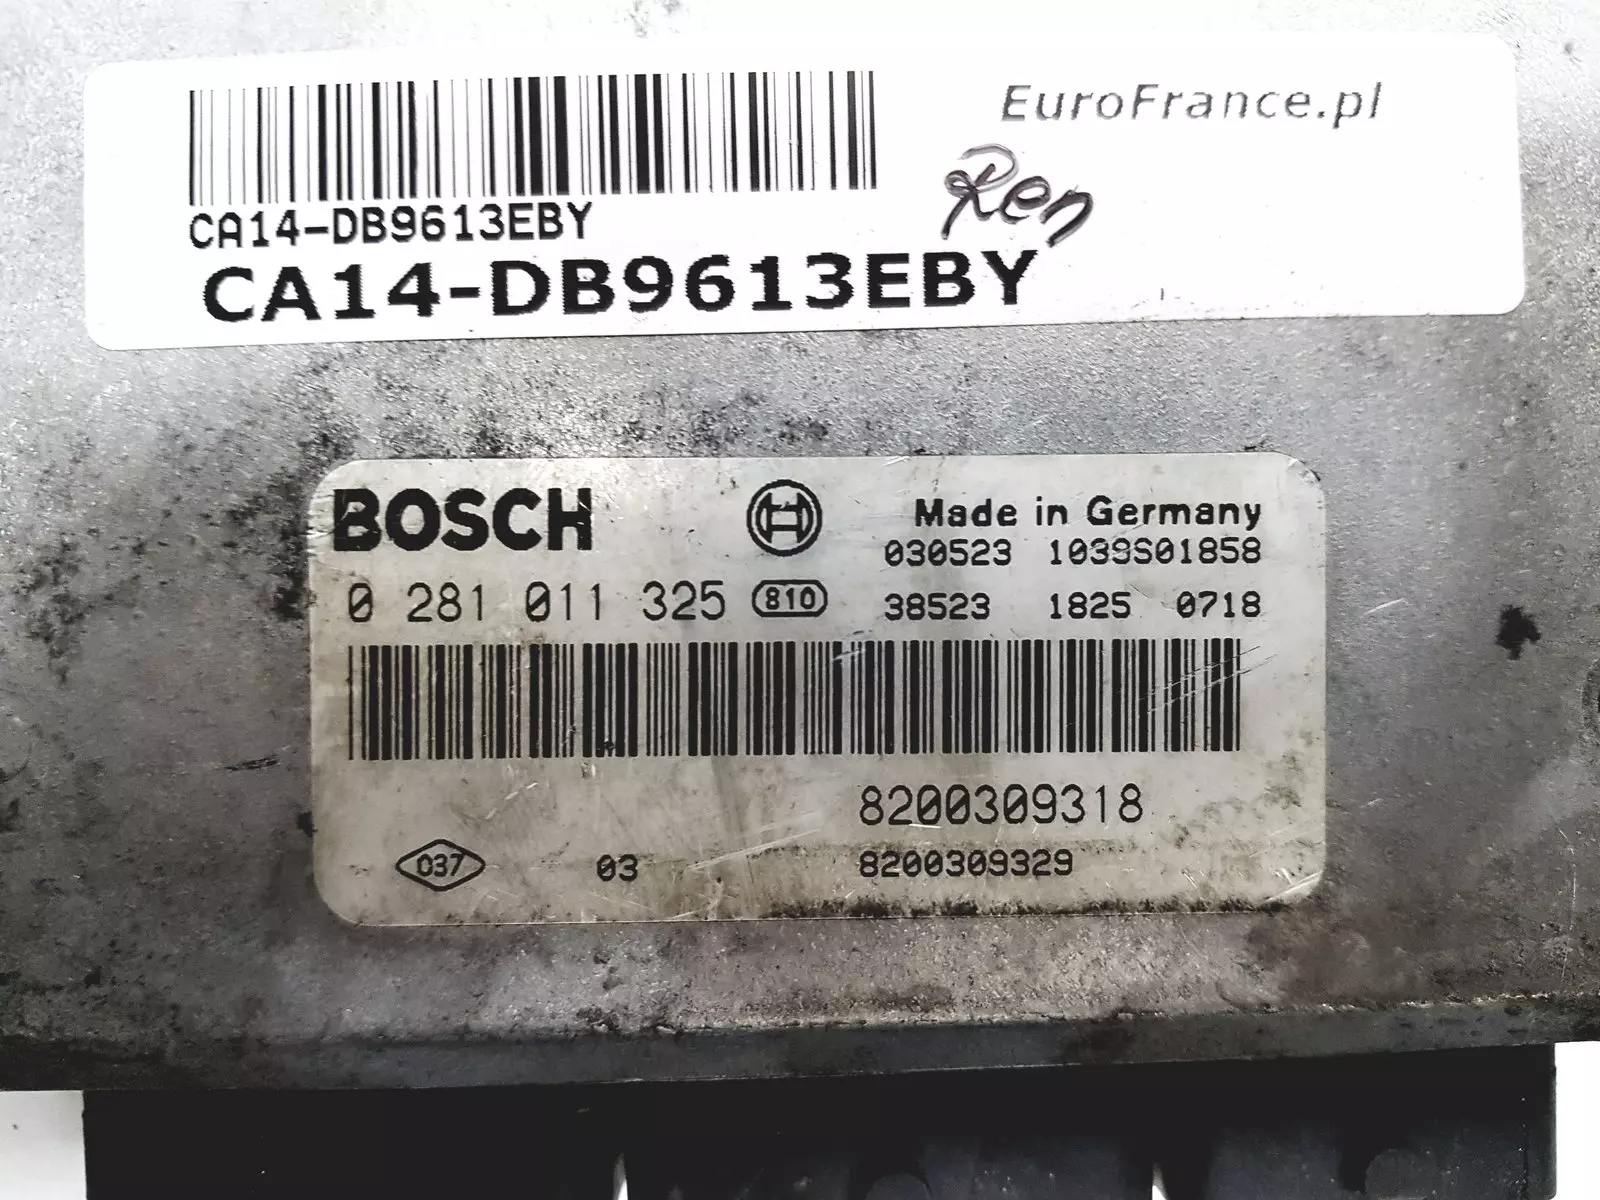 EuroFrance.pl
Ren
CA14-DB9613EBY
CA14-DB9613EBY
BOSCH
Made in Germany
030523 1039S01858
0 281 011 325 810
38523 1825 0718
8200309318
037 03 8200309329